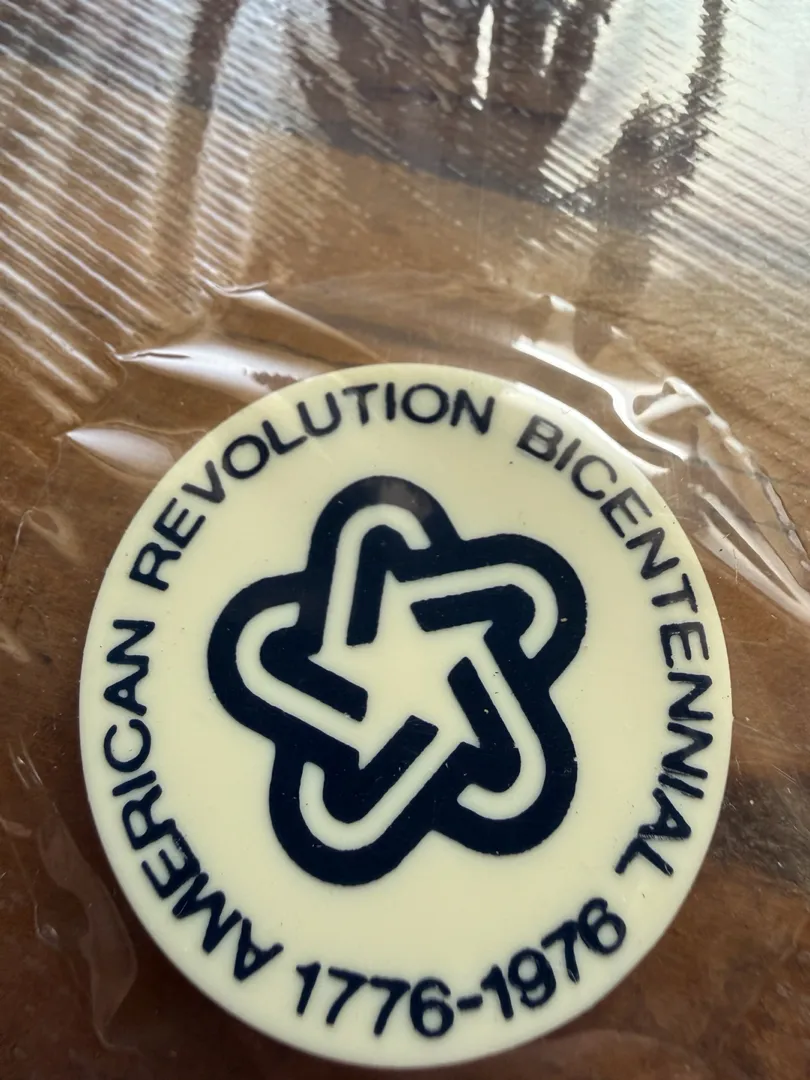 AMERICAN REVOLUTION BICENTENNIAL
1776-1976